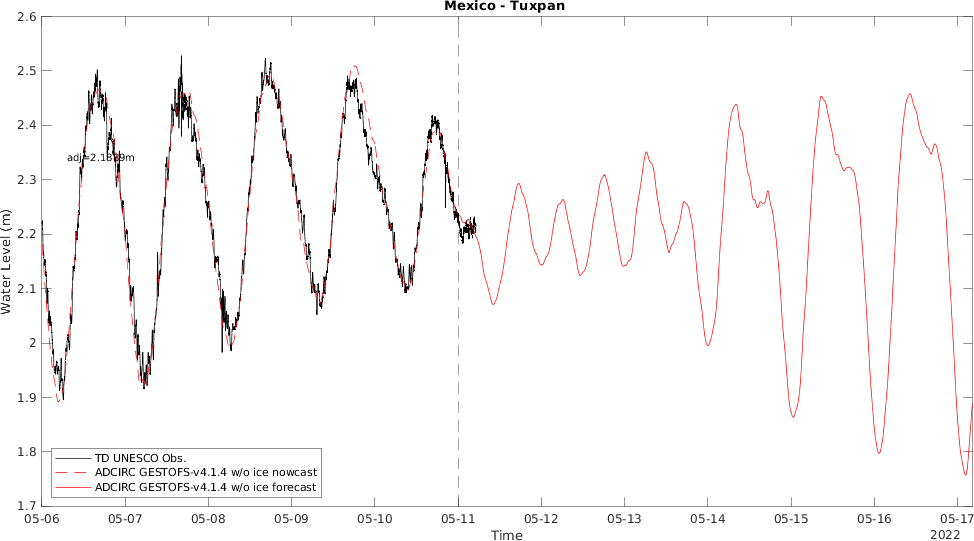 Mexico - Tuxpan
2.6
2.5
2.4
2.3
2.2
2.1
2
1.9
1.8
1.7
Water Level (m)
adj=2.1839m
TD UNESCO Obs.
ADCIRC GESTOFS-v4.1.4 w/o ice nowcast
ADCIRC GESTOFS-v4.1.4 w/o ice forecast
05-06 05-07 05-08 05-09 05-10 05-11 05-12 05-13 05-14 05-15 05-16 05-17
Time
2022